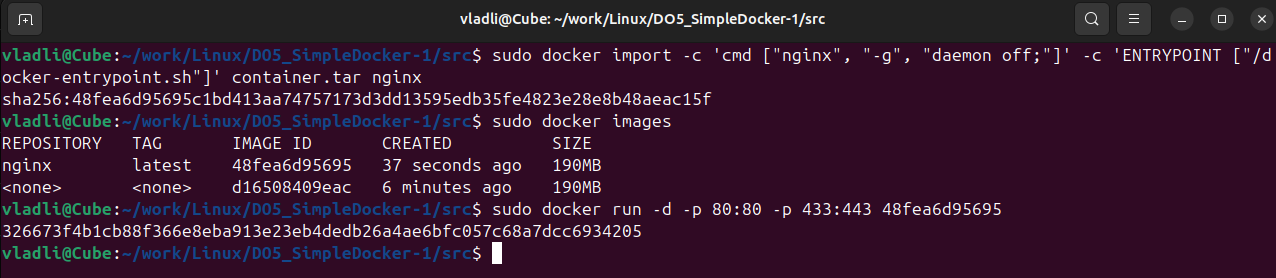 vladli@Cube: ~/work/Linux/DO5_SimpleDocker-1/src
vladli@Cube:~/work/Linux/DO5_SimpleDocker-1/src$ sudo docker import -c 'cmd ["nginx", "-g", "daemon off;"]' -c 'ENTRYPOINT ["/d
ocker-entrypoint.sh"]' container.tar nginx
sha256:48fea6d95695c1bd413aa74757173d3dd13595edb35fe4823e28e8b48aeac15f
vladli@Cube:~/work/Linux/DO5_SimpleDocker-1/src$ sudo docker images
REPOSITORY   TAG       IMAGE ID       CREATED          SIZE
nginx        latest    48fea6d95695   37 seconds ago   190MB
<none>       <none>    d16508409eac   6 minutes ago    190MB
vladli@Cube:~/work/Linux/DO5_SimpleDocker-1/src$ sudo docker run -d -p 80:80 -p 433:443 48fea6d95695
326673f4b1cb88f366e8eba913e23eb4dedb26a4ae6bfc057c68a7dcc6934205
vladli@Cube:~/work/Linux/DO5_SimpleDocker-1/src$